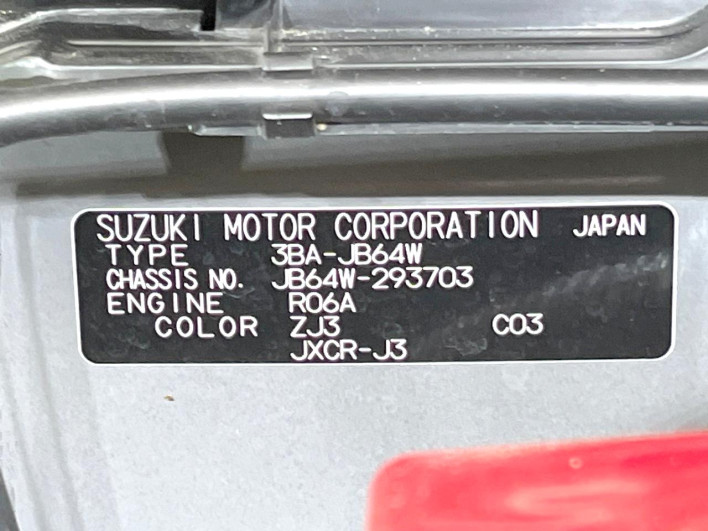 SUZUKI MOTOR CORPORATION JAPAN
TYPE 3BA-JB64W
CHASSIS NO. JB64W-293703
ENGINE R06A
COLOR ZJ3 C03
JXCR-J3